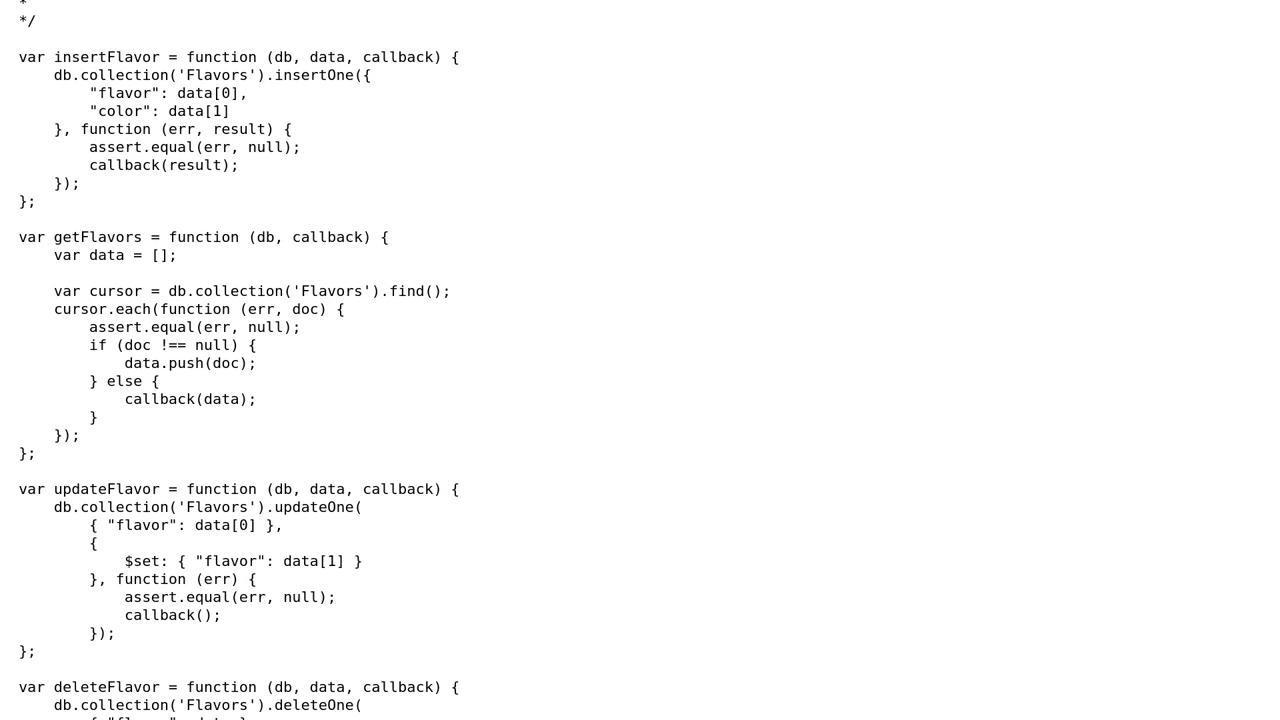 *
*/
var insertFlavor = function (db, data, callback) {
    db.collection('Flavors').insertOne({
        "flavor": data[0],
        "color": data[1]
    }, function (err, result) {
        assert.equal(err, null);
        callback(result);
    });
};
var getFlavors = function (db, callback) {
    var data = [];
    var cursor = db.collection('Flavors').find();
    cursor.each(function (err, doc) {
        assert.equal(err, null);
        if (doc !== null) {
            data.push(doc);
        } else {
            callback(data);
        }
    });
};
var updateFlavor = function (db, data, callback) {
    db.collection('Flavors').updateOne(
        { "flavor": data[0] },
        {
            $set: { "flavor": data[1] }
        }, function (err) {
            assert.equal(err, null);
            callback();
        });
};
var deleteFlavor = function (db, data, callback) {
    db.collection('Flavors').deleteOne(